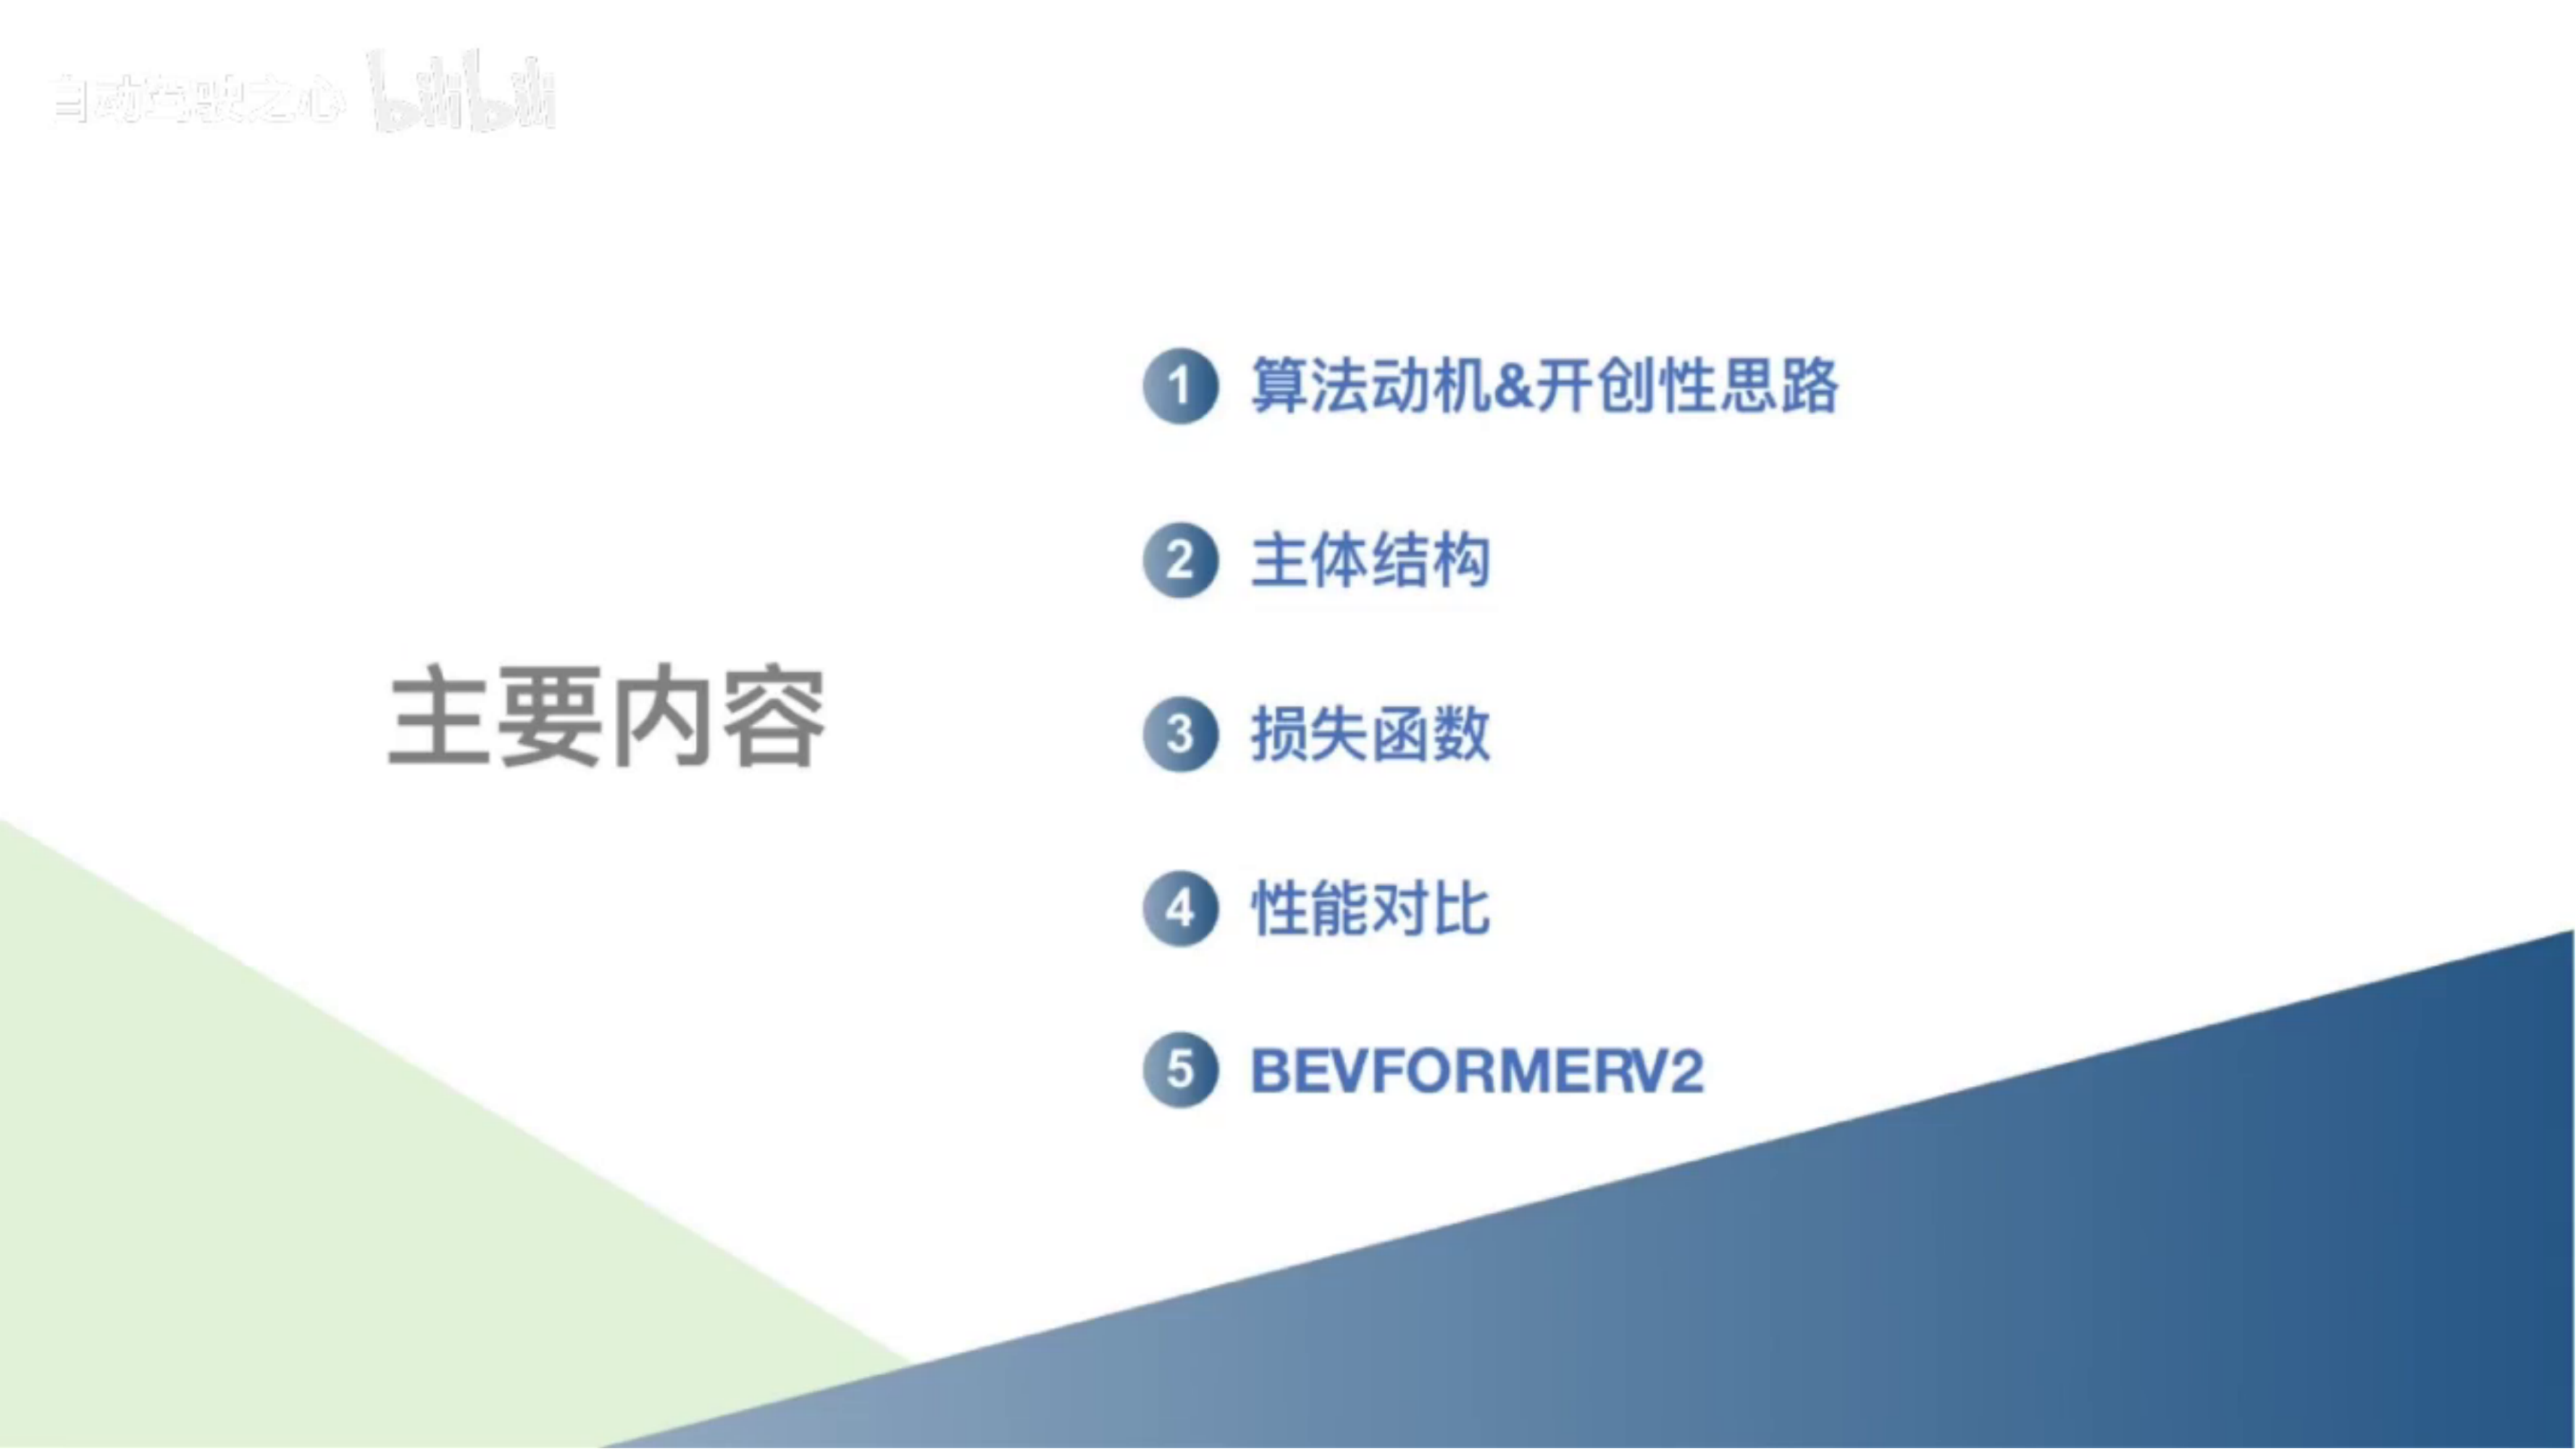 自动驾驶之心 bilibili
主要内容
1 算法动机&开创性思路
2 主体结构
3 损失函数
4 性能对比
5 BEVFORMERV2